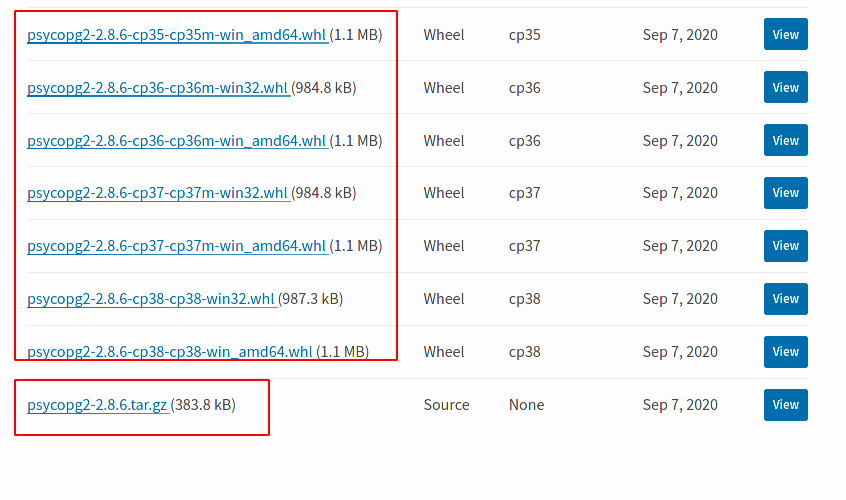 psycopg2-2.8.6-cp35-cp35m-win_amd64.whl (1.1 MB) Wheel cp35 Sep 7, 2020 View
psycopg2-2.8.6-cp36-cp36m-win32.whl (984.8 kB) Wheel cp36 Sep 7, 2020 View
psycopg2-2.8.6-cp36-cp36m-win_amd64.whl (1.1 MB) Wheel cp36 Sep 7, 2020 View
psycopg2-2.8.6-cp37-cp37m-win32.whl (984.8 kB) Wheel cp37 Sep 7, 2020 View
psycopg2-2.8.6-cp37-cp37m-win_amd64.whl (1.1 MB) Wheel cp37 Sep 7, 2020 View
psycopg2-2.8.6-cp38-cp38-win32.whl (987.3 kB) Wheel cp38 Sep 7, 2020 View
psycopg2-2.8.6-cp38-cp38-win_amd64.whl (1.1 MB) Wheel cp38 Sep 7, 2020 View
psycopg2-2.8.6.tar.gz (383.8 kB) Source None Sep 7, 2020 View